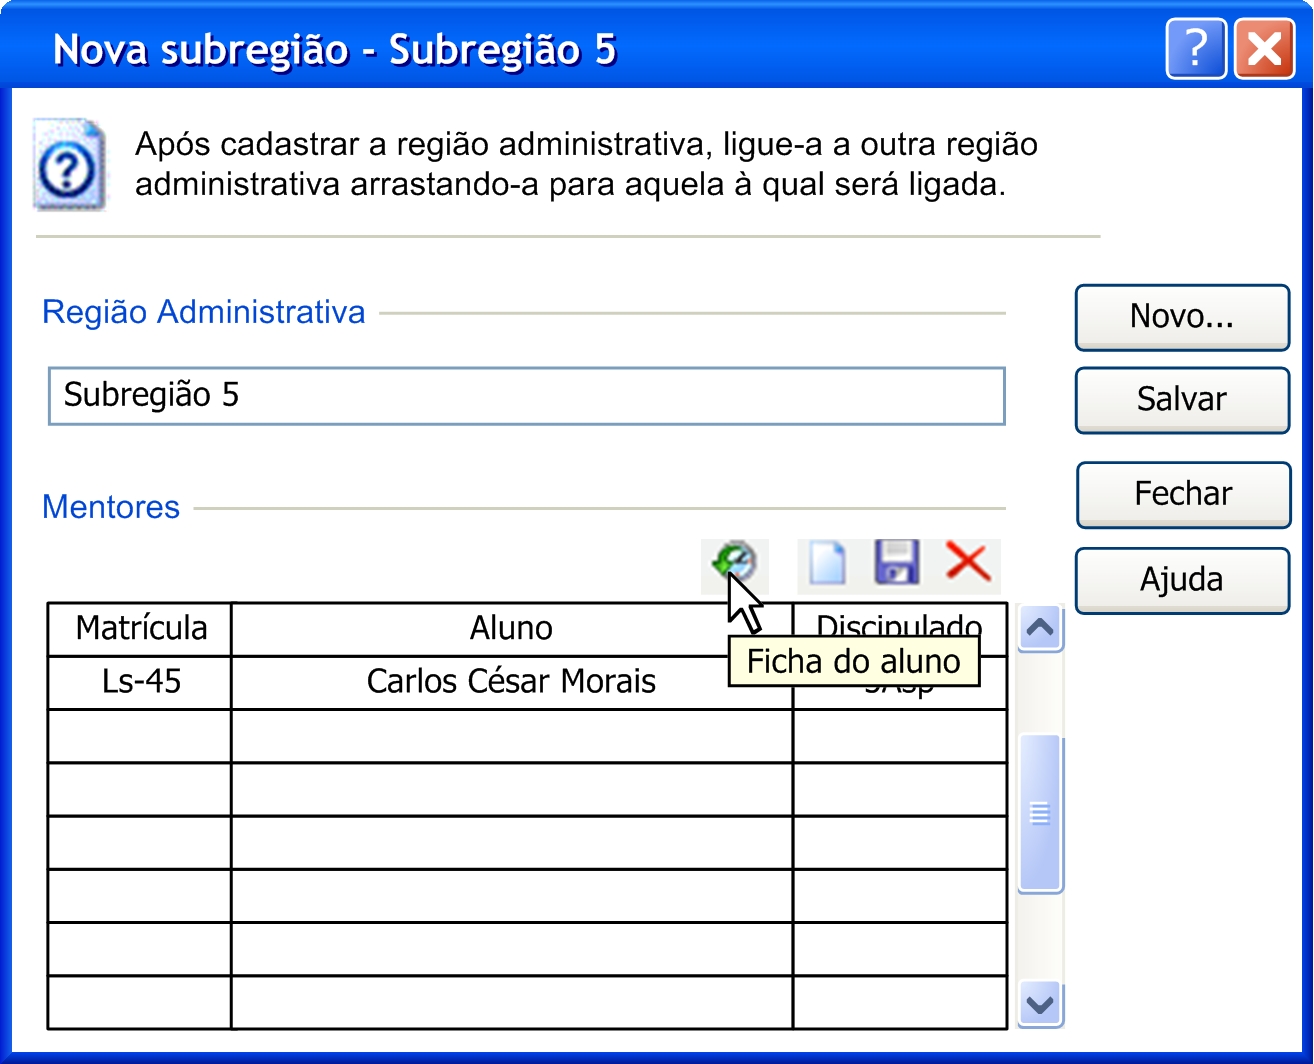 Nova subregião - Subregião 5
Após cadastrar a região administrativa, ligue-a a outra região
administrativa arrastando-a para aquela à qual será ligada.
Região Administrativa
Subregião 5
Novo...
Salvar
Fechar
Ajuda
Mentores
Matrícula Aluno Discipulado
Ficha do aluno
Ls-45 Carlos César Morais